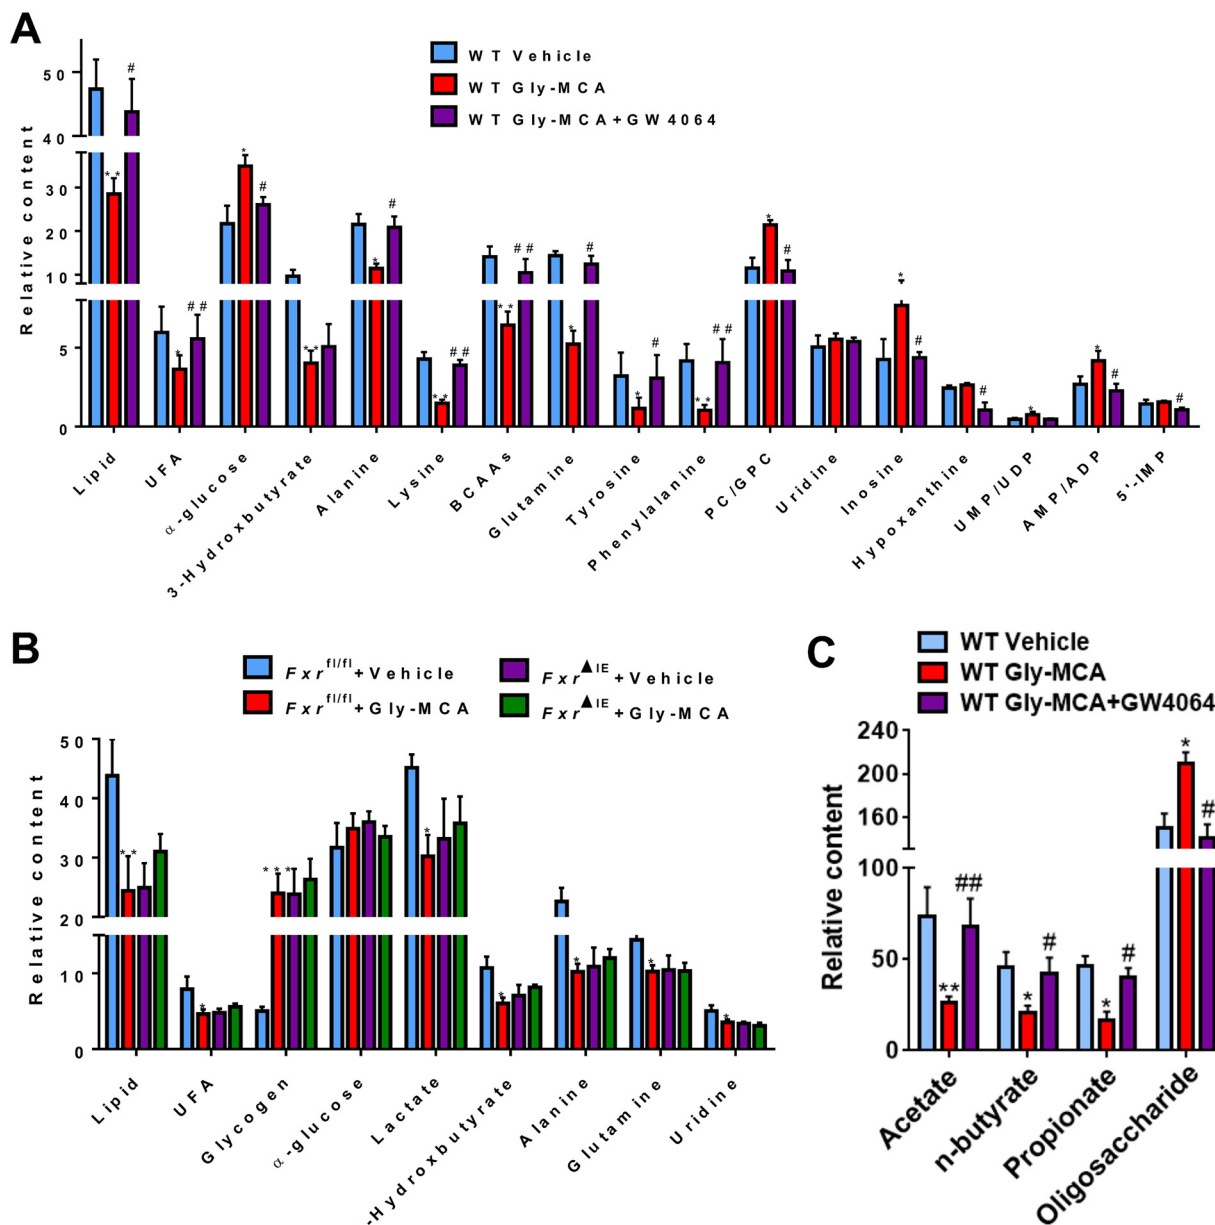 A
WT Vehicle
WT Gly-MCA
WT Gly-MCA+GW4064
Relative content
50
40
30
20
10
5
0
#
**
*
#
*
# #
**
*
#
**
# #
**
# #
*
#
*
#
**
# #
*
#
*
#
#
*
*
#
#
Lipid
UFA
α-glucose
3-Hydroxbutyrate
Alanine
Lysine
BCAAs
Glutamine
Tyrosine
Phenylalanine
PC/GPC
Uridine
Inosine
Hypoxanthine
UMP/UDP
AMP/ADP
5'-IMP
B
Fxr fl/fl+Vehicle
Fxr fl/fl+Gly-MCA
Fxr ▲IE+Vehicle
Fxr ▲IE+Gly-MCA
Relative content
50
40
30
20
10
0
**
*
***
*
*
*
*
*
Lipid
UFA
Glycogen
α-glucose
Lactate
-Hydroxbutyrate
Alanine
Glutamine
Uridine
C
WT Vehicle
WT Gly-MCA
WT Gly-MCA+GW4064
Relative content
240
200
160
100
50
0
**
##
*
#
*
#
*
#
Acetate
n-butyrate
Propionate
Oligosaccharide